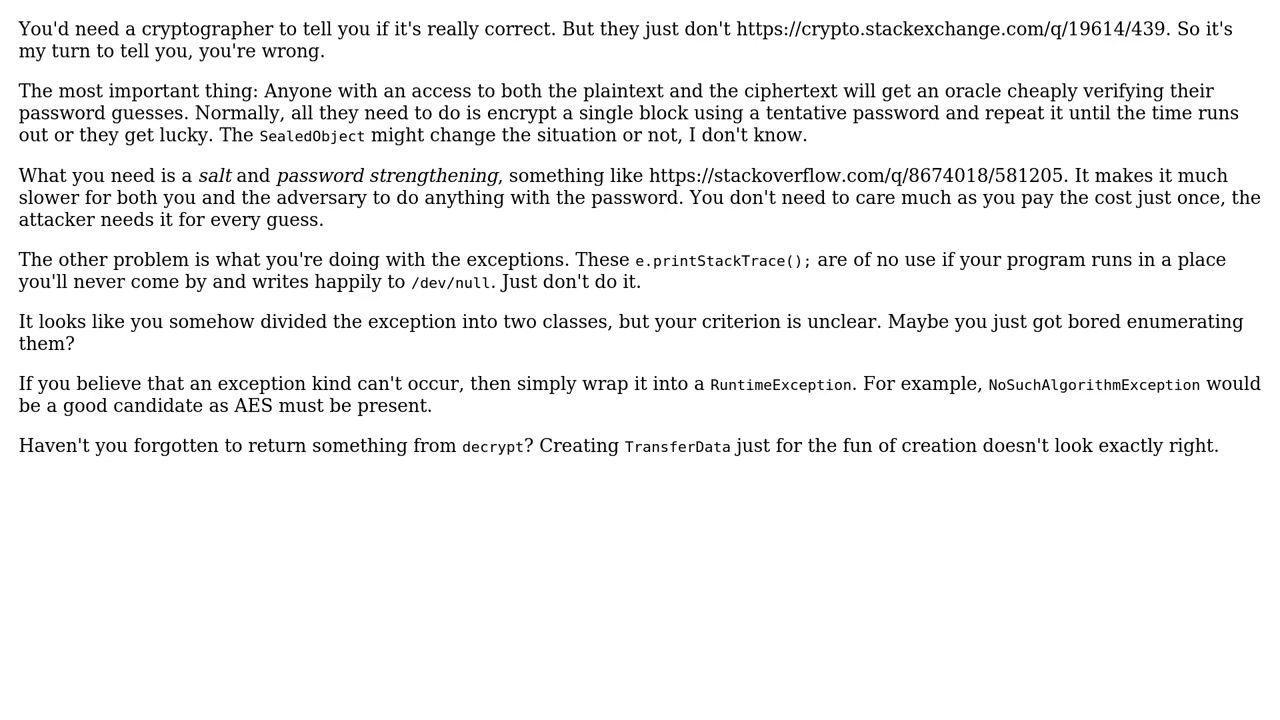 You'd need a cryptographer to tell you if it's really correct. But they just don't https://crypto.stackexchange.com/q/19614/439. So it's
my turn to tell you, you're wrong.
The most important thing: Anyone with an access to both the plaintext and the ciphertext will get an oracle cheaply verifying their
password guesses. Normally, all they need to do is encrypt a single block using a tentative password and repeat it until the time runs
out or they get lucky. The SealedObject might change the situation or not, I don't know.
What you need is a salt and password strengthening, something like https://stackoverflow.com/q/8674018/581205. It makes it much
slower for both you and the adversary to do anything with the password. You don't need to care much as you pay the cost just once, the
attacker needs it for every guess.
The other problem is what you're doing with the exceptions. These e.printStackTrace(); are of no use if your program runs in a place
you'll never come by and writes happily to /dev/null. Just don't do it.
It looks like you somehow divided the exception into two classes, but your criterion is unclear. Maybe you just got bored enumerating
them?
If you believe that an exception kind can't occur, then simply wrap it into a RuntimeException. For example, NoSuchAlgorithmException would
be a good candidate as AES must be present.
Haven't you forgotten to return something from decrypt? Creating TransferData just for the fun of creation doesn't look exactly right.